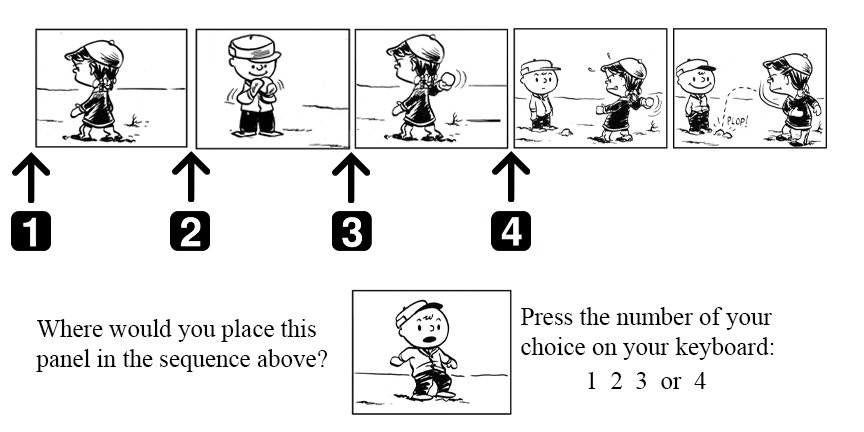 PLOP!
1 2 3 4
Where would you place this
panel in the sequence above?
Press the number of your
choice on your keyboard:
1 2 3 or 4